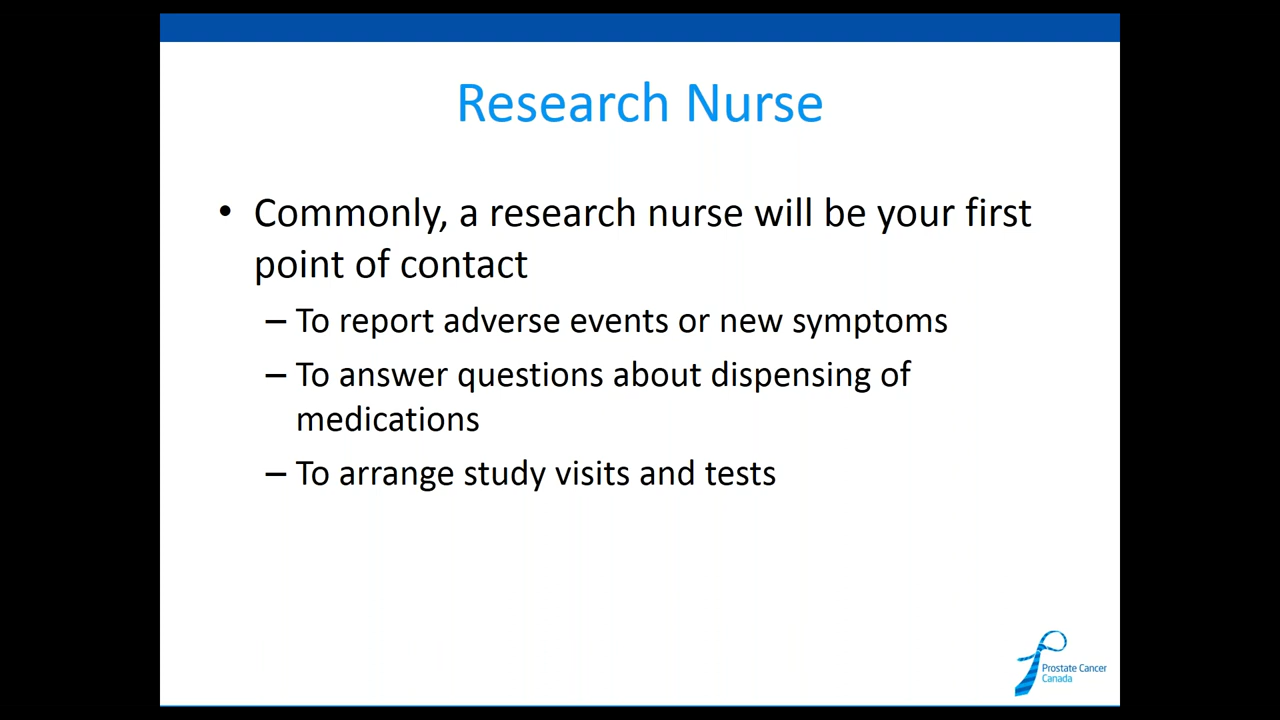 Research Nurse
• Commonly, a research nurse will be your first
point of contact
– To report adverse events or new symptoms
– To answer questions about dispensing of
medications
– To arrange study visits and tests
Prostate Cancer
Canada